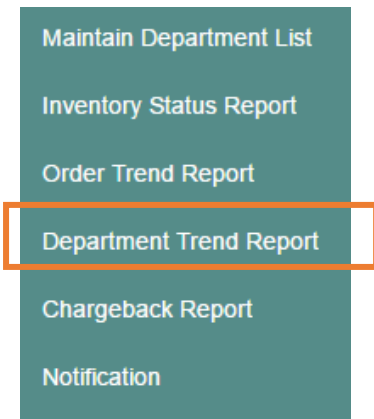 Maintain Department List
Inventory Status Report
Order Trend Report
Department Trend Report
Chargeback Report
Notification